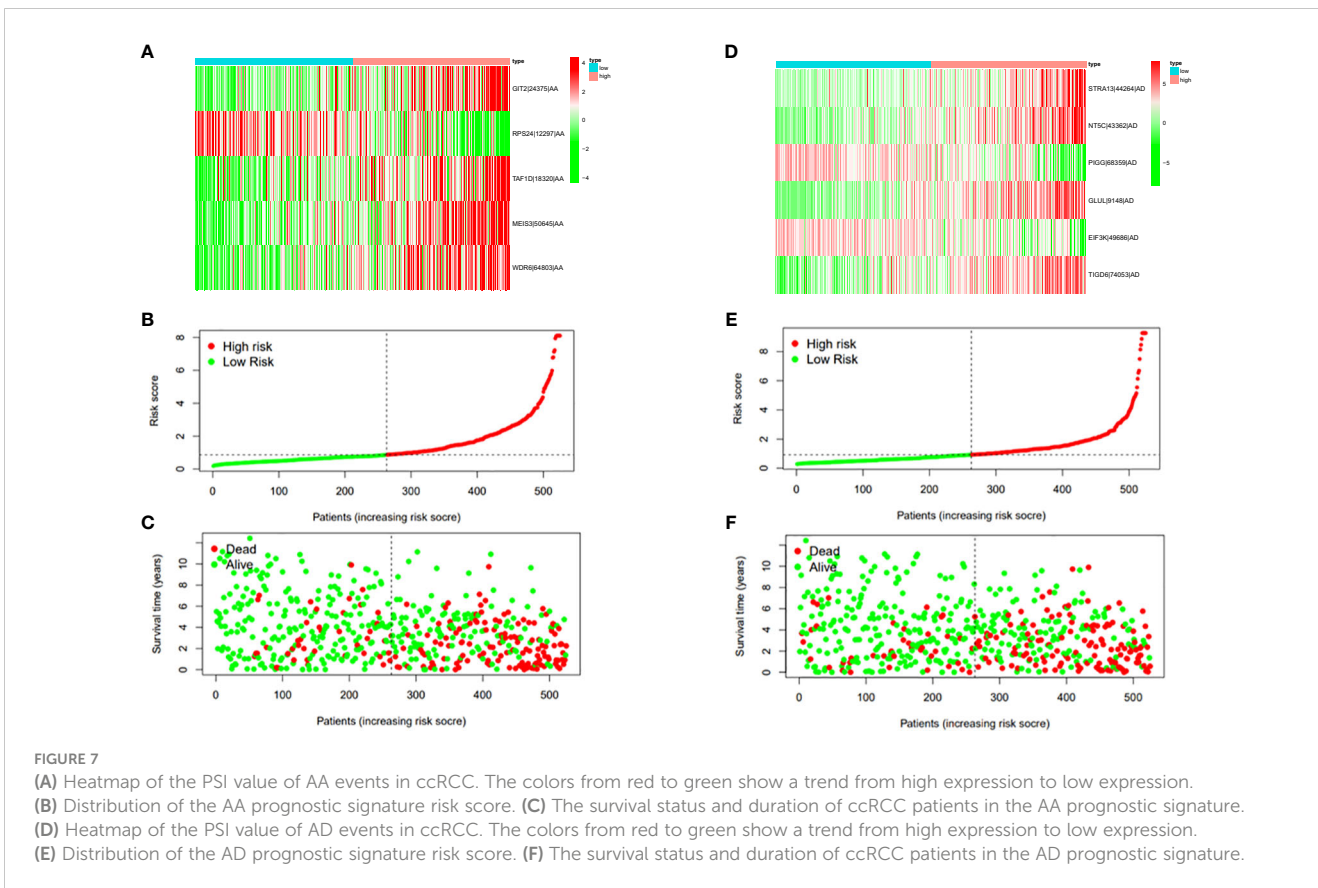 A
type
type
low
high
4
2
0
−2
−4
GIT2|24375|AA
RPS24|12297|AA
TAF1D|18320|AA
MEIS3|50645|AA
WDR6|64803|AA
D
type
type
low
high
5
0
−5
STRA13|44264|AD
NT5C|43362|AD
PIGG|68359|AD
GLUL|9148|AD
EIF3K|49686|AD
TIGD6|74053|AD
B
High risk
Low Risk
Risk score
0 2 4 6 8
0 100 200 300 400 500
Patients (increasing risk socre)
E
High risk
Low Risk
Risk score
0 2 4 6 8
0 100 200 300 400 500
Patients (increasing risk socre)
C
Dead
Alive
Survival time (years)
0 2 4 6 8 10
0 100 200 300 400 500
Patients (increasing risk socre)
F
Dead
Alive
Survival time (years)
0 2 4 6 8 10
0 100 200 300 400 500
Patients (increasing risk socre)
FIGURE 7
(A) Heatmap of the PSI value of AA events in ccRCC. The colors from red to green show a trend from high expression to low expression.
(B) Distribution of the AA prognostic signature risk score. (C) The survival status and duration of ccRCC patients in the AA prognostic signature.
(D) Heatmap of the PSI value of AD events in ccRCC. The colors from red to green show a trend from high expression to low expression.
(E) Distribution of the AD prognostic signature risk score. (F) The survival status and duration of ccRCC patients in the AD prognostic signature.